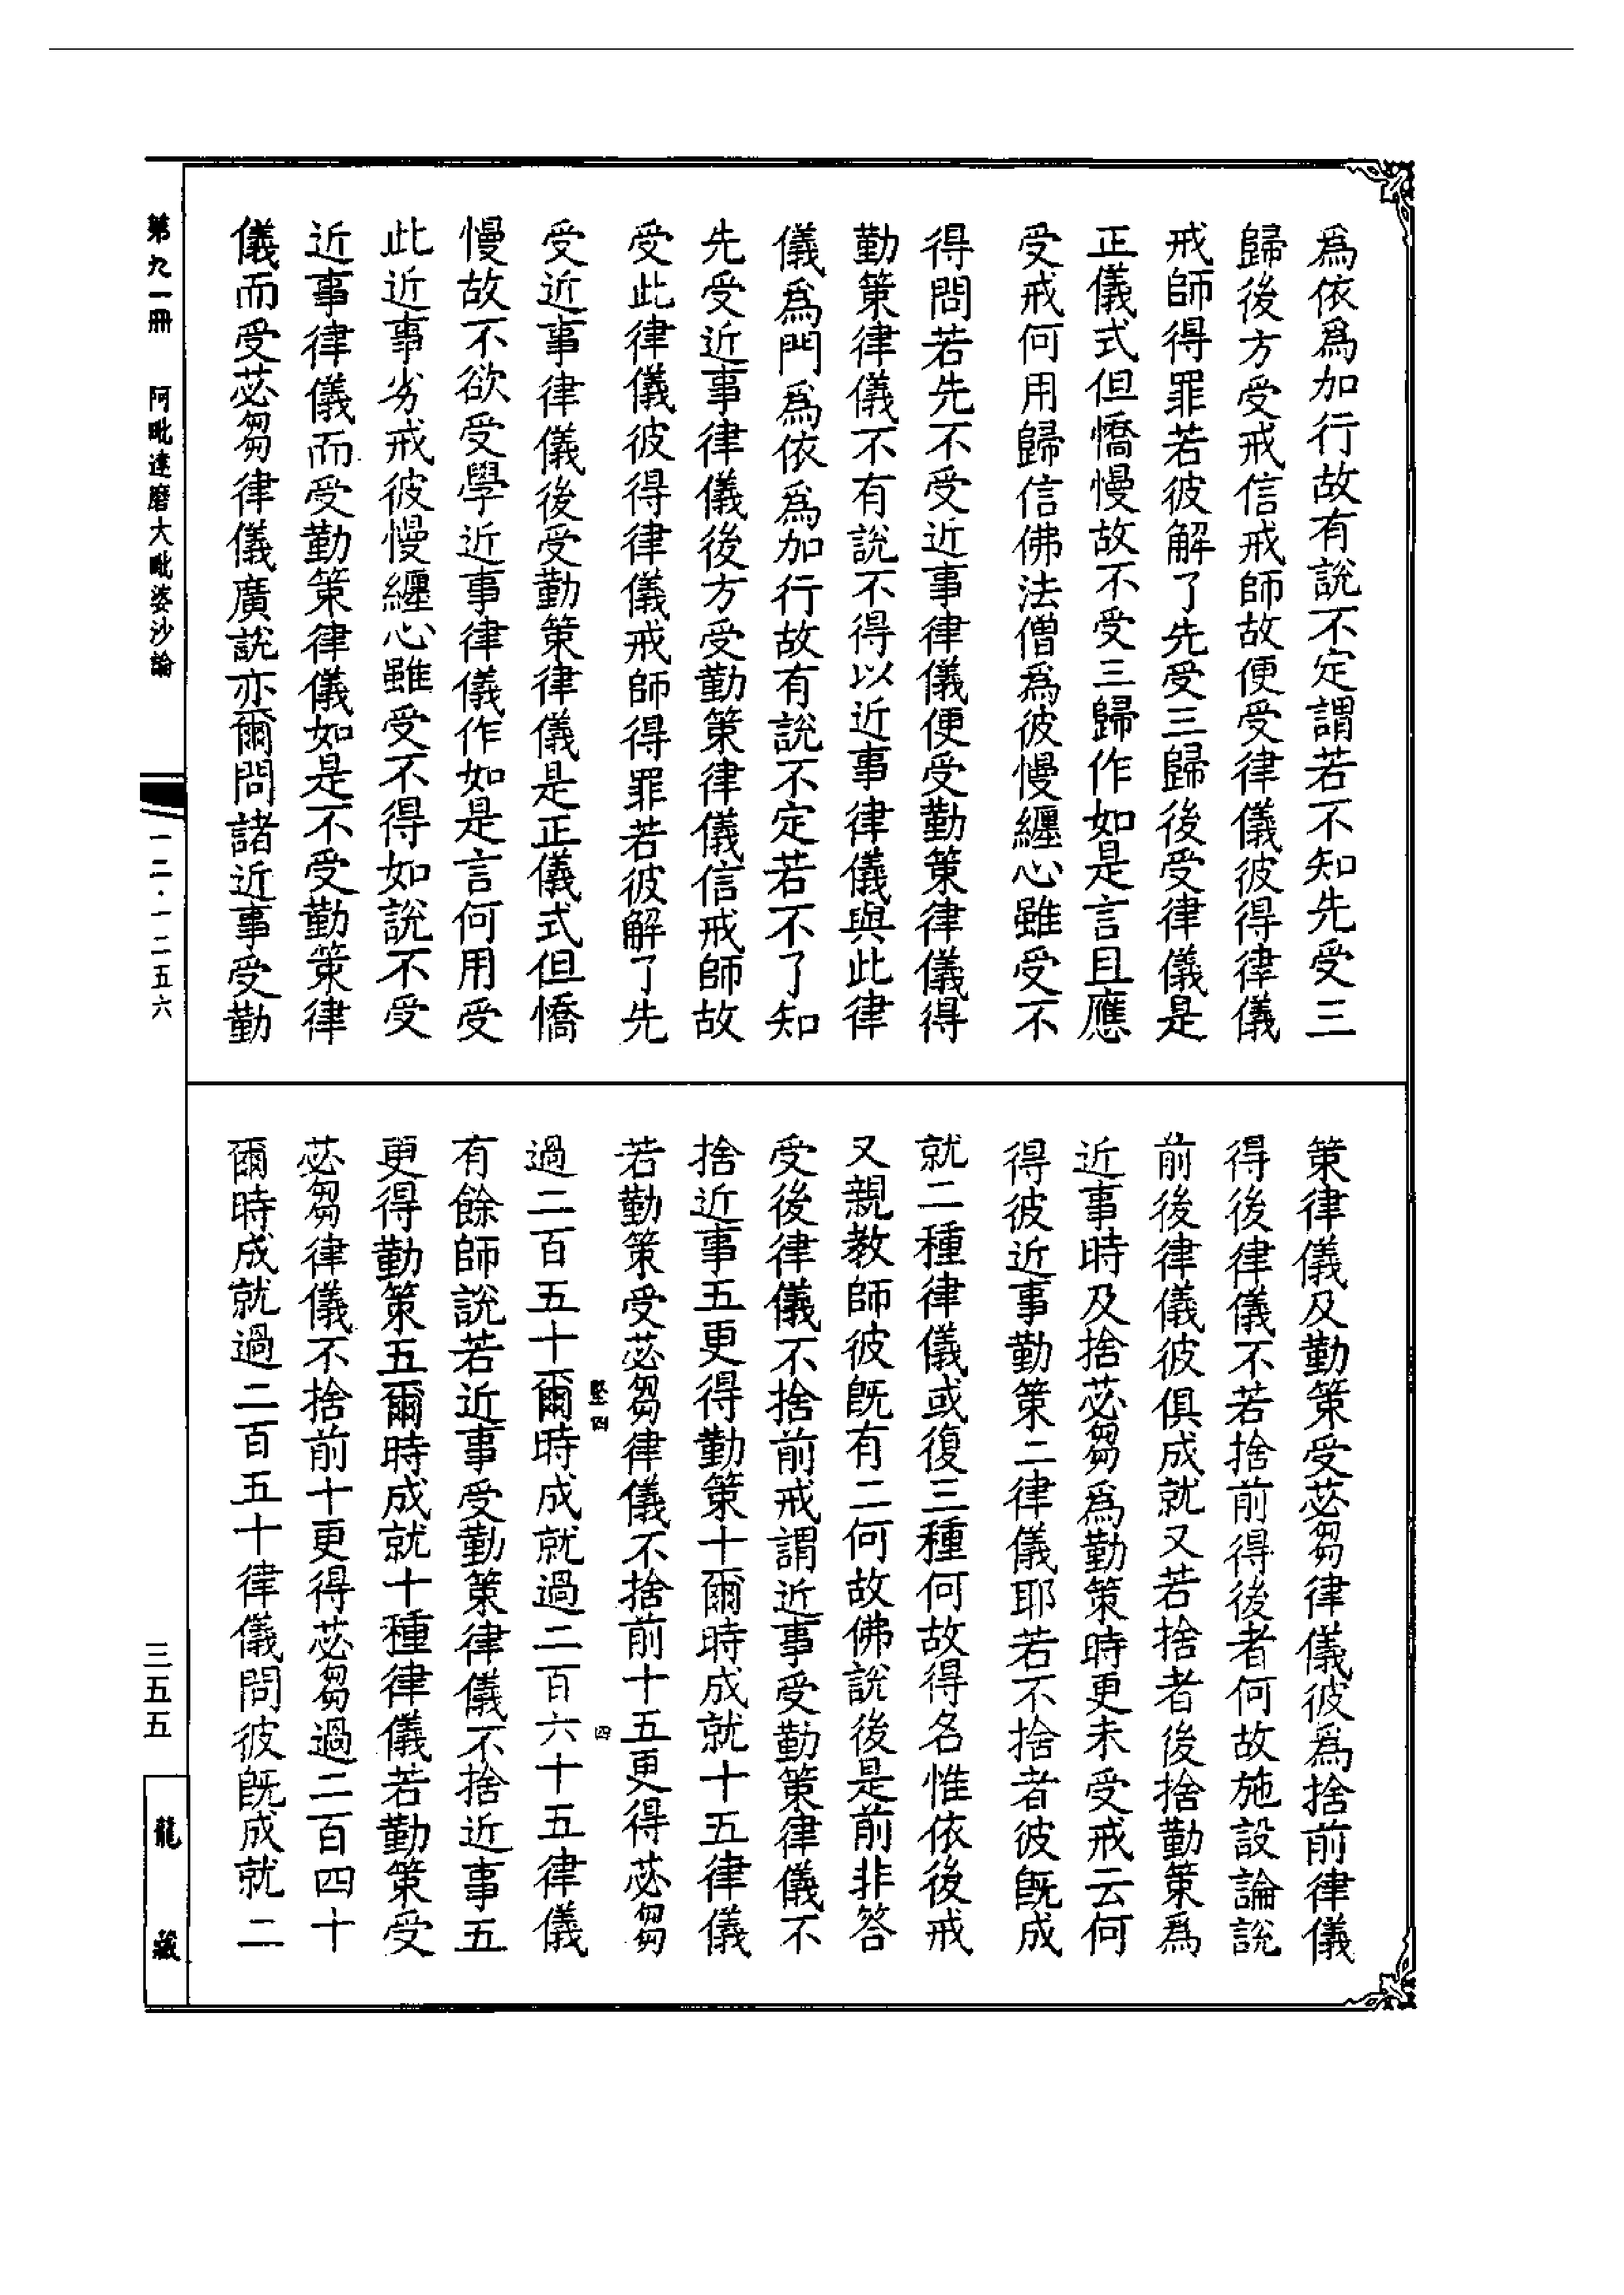 爲依爲加行故有說不定謂若不知先受三
歸後方受戒信戒師故便受律儀彼得律儀
戒師得罪若彼解了先受三歸後受律儀是
正儀式但憍慢故不受三歸作如是言且應
受戒何用歸信佛法僧爲彼慢纏心雖受不
得問若先不受近事律儀便受勤策律儀得
勤策律儀不有說不得以近事律儀與此律
儀爲門爲依爲加行故有說不定若不了知
先受近事律儀後方受勤策律儀信戒師故
受此律儀彼得律儀戒師得罪若彼解了先
受近事律儀後受勤策律儀是正儀式但憍
慢故不欲受學近事律儀作如是言何用受
此近事劣戒彼慢纏心雖受不得如說不受
近事律儀而受勤策律儀如是不受勤策律
儀而受苾芻律儀廣說亦爾問諸近事受勤
策律儀及勤策受苾芻律儀彼爲捨前律儀
得後律儀不若捨前得後者何故施設論說
前後律儀彼俱成就又若捨者後捨勤策爲
近事時及捨苾芻爲勤策時更未受戒云何
得彼近事勤策二律儀耶若不捨者彼旣成
就二種律儀或復三種何故得名惟依後戒
又親教師彼旣有二何故佛說後是前非答
受後律儀不捨前戒謂近事受勤策律儀不
捨近事五更得勤策十爾時成就十五律儀
若勤策受苾芻律儀不捨前十五更得苾芻
堅四
四
過二百五十爾時成就過二百六十五律儀
有餘師說若近事受勤策律儀不捨近事五
更得勤策五爾時成就十種律儀若勤策受
苾芻律儀不捨前十更得苾芻過二百四十
爾時成就過二百五十律儀問彼旣成就二
第九一冊 阿毗達磨大毗婆沙論
一二·一二五六
三五五
龍藏